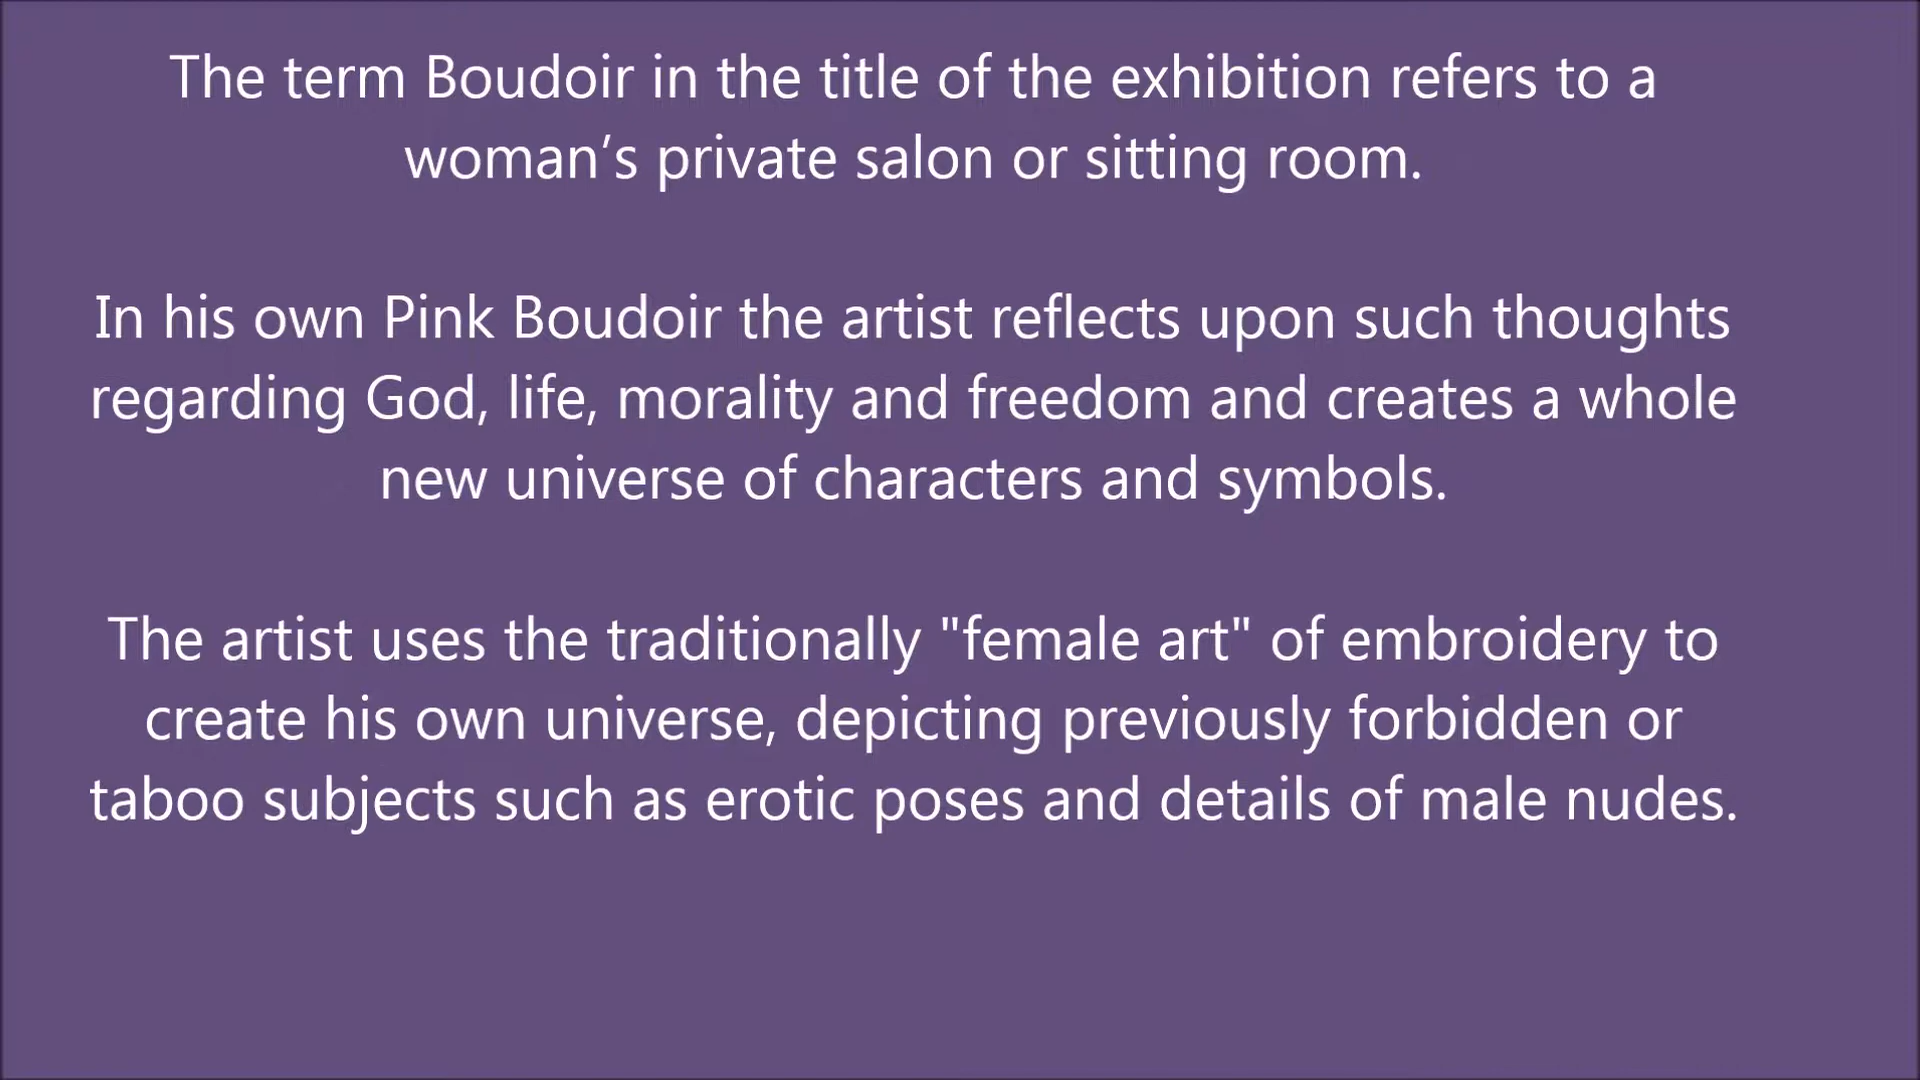 The term Boudoir in the title of the exhibition refers to a
woman’s private salon or sitting room.
In his own Pink Boudoir the artist reflects upon such thoughts
regarding God, life, morality and freedom and creates a whole
new universe of characters and symbols.
The artist uses the traditionally "female art" of embroidery to
create his own universe, depicting previously forbidden or
taboo subjects such as erotic poses and details of male nudes.